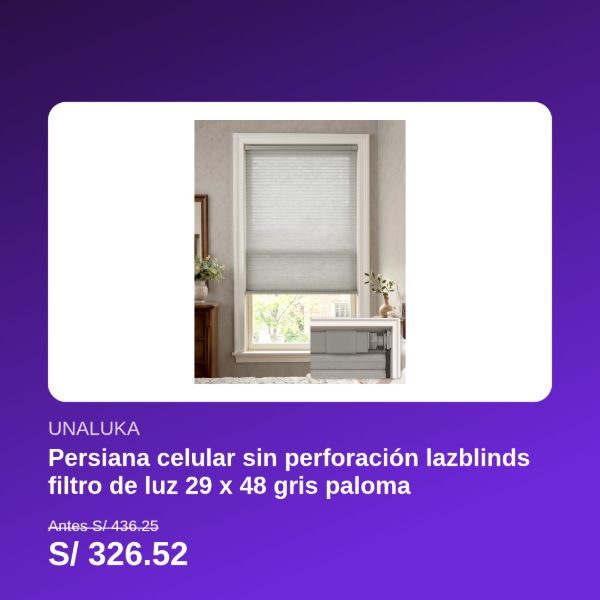 UNALUKA
Persiana celular sin perforación lazblinds
filtro de luz 29 x 48 gris paloma
Antes S/ 436.25
S/ 326.52